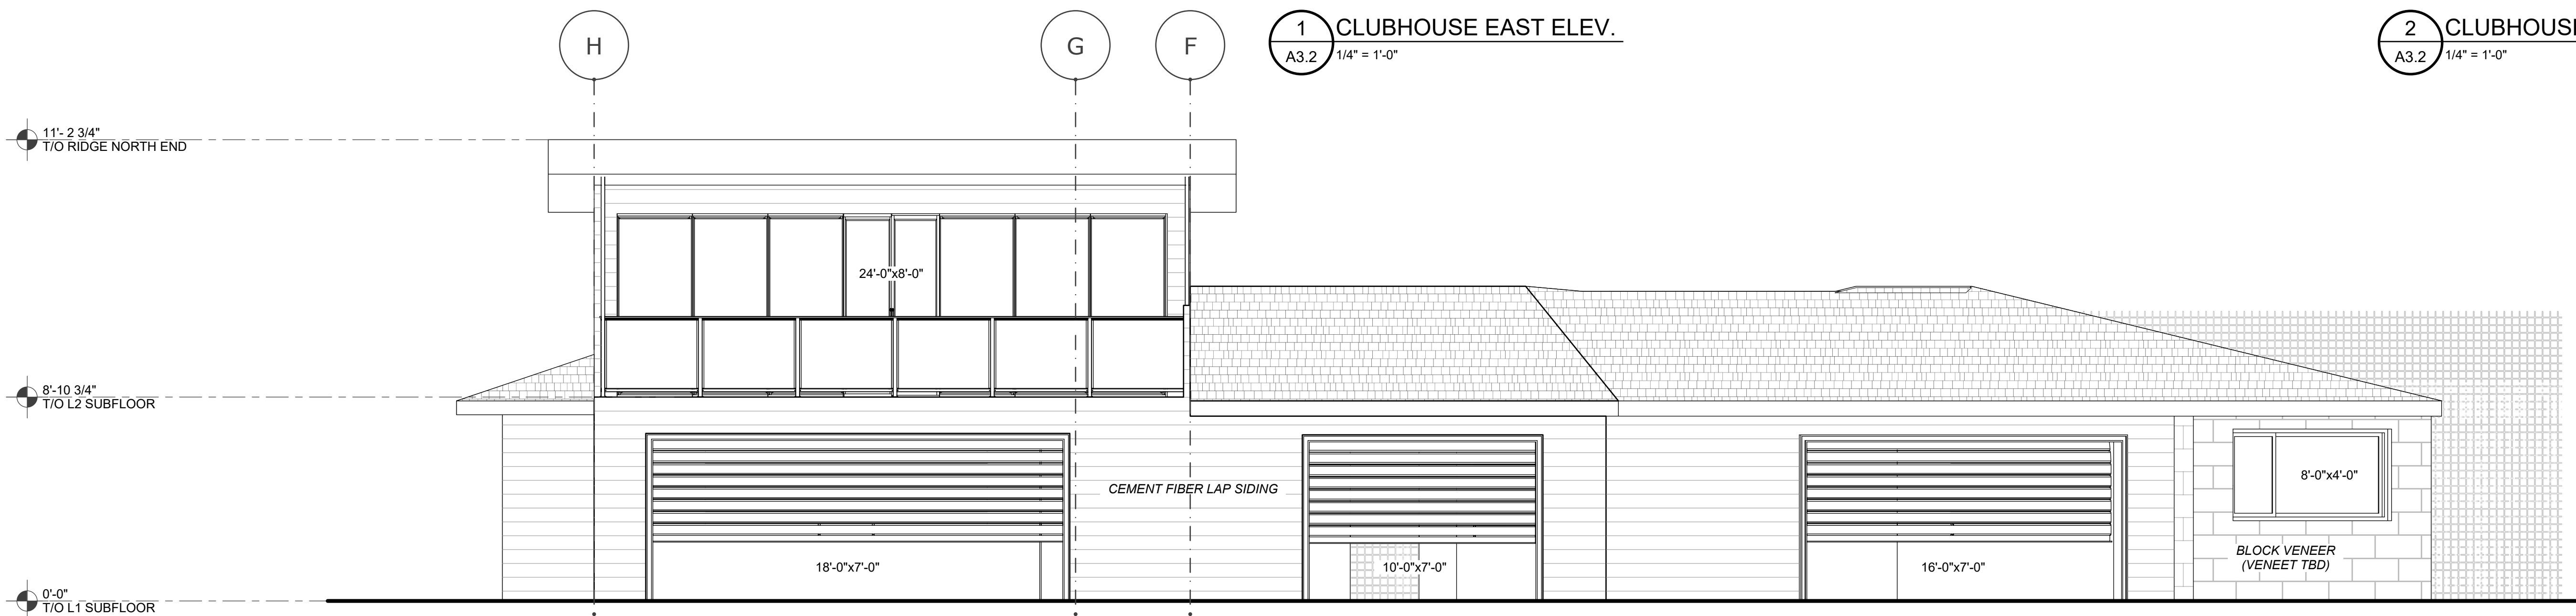 H
G
F
1
CLUBHOUSE EAST ELEV.
A3.2
1/4" = 1'-0"
2
CLUBHOUSE
A3.2
1/4" = 1'-0"
11'- 2 3/4"
T/O RIDGE NORTH END
24'-0"x8'-0"
8'-10 3/4"
T/O L2 SUBFLOOR
8'-0"x4'-0"
CEMENT FIBER LAP SIDING
BLOCK VENEER
(VENEET TBD)
18'-0"x7'-0"
10'-0"x7'-0"
16'-0"x7'-0"
0'-0"
T/O L1 SUBFLOOR